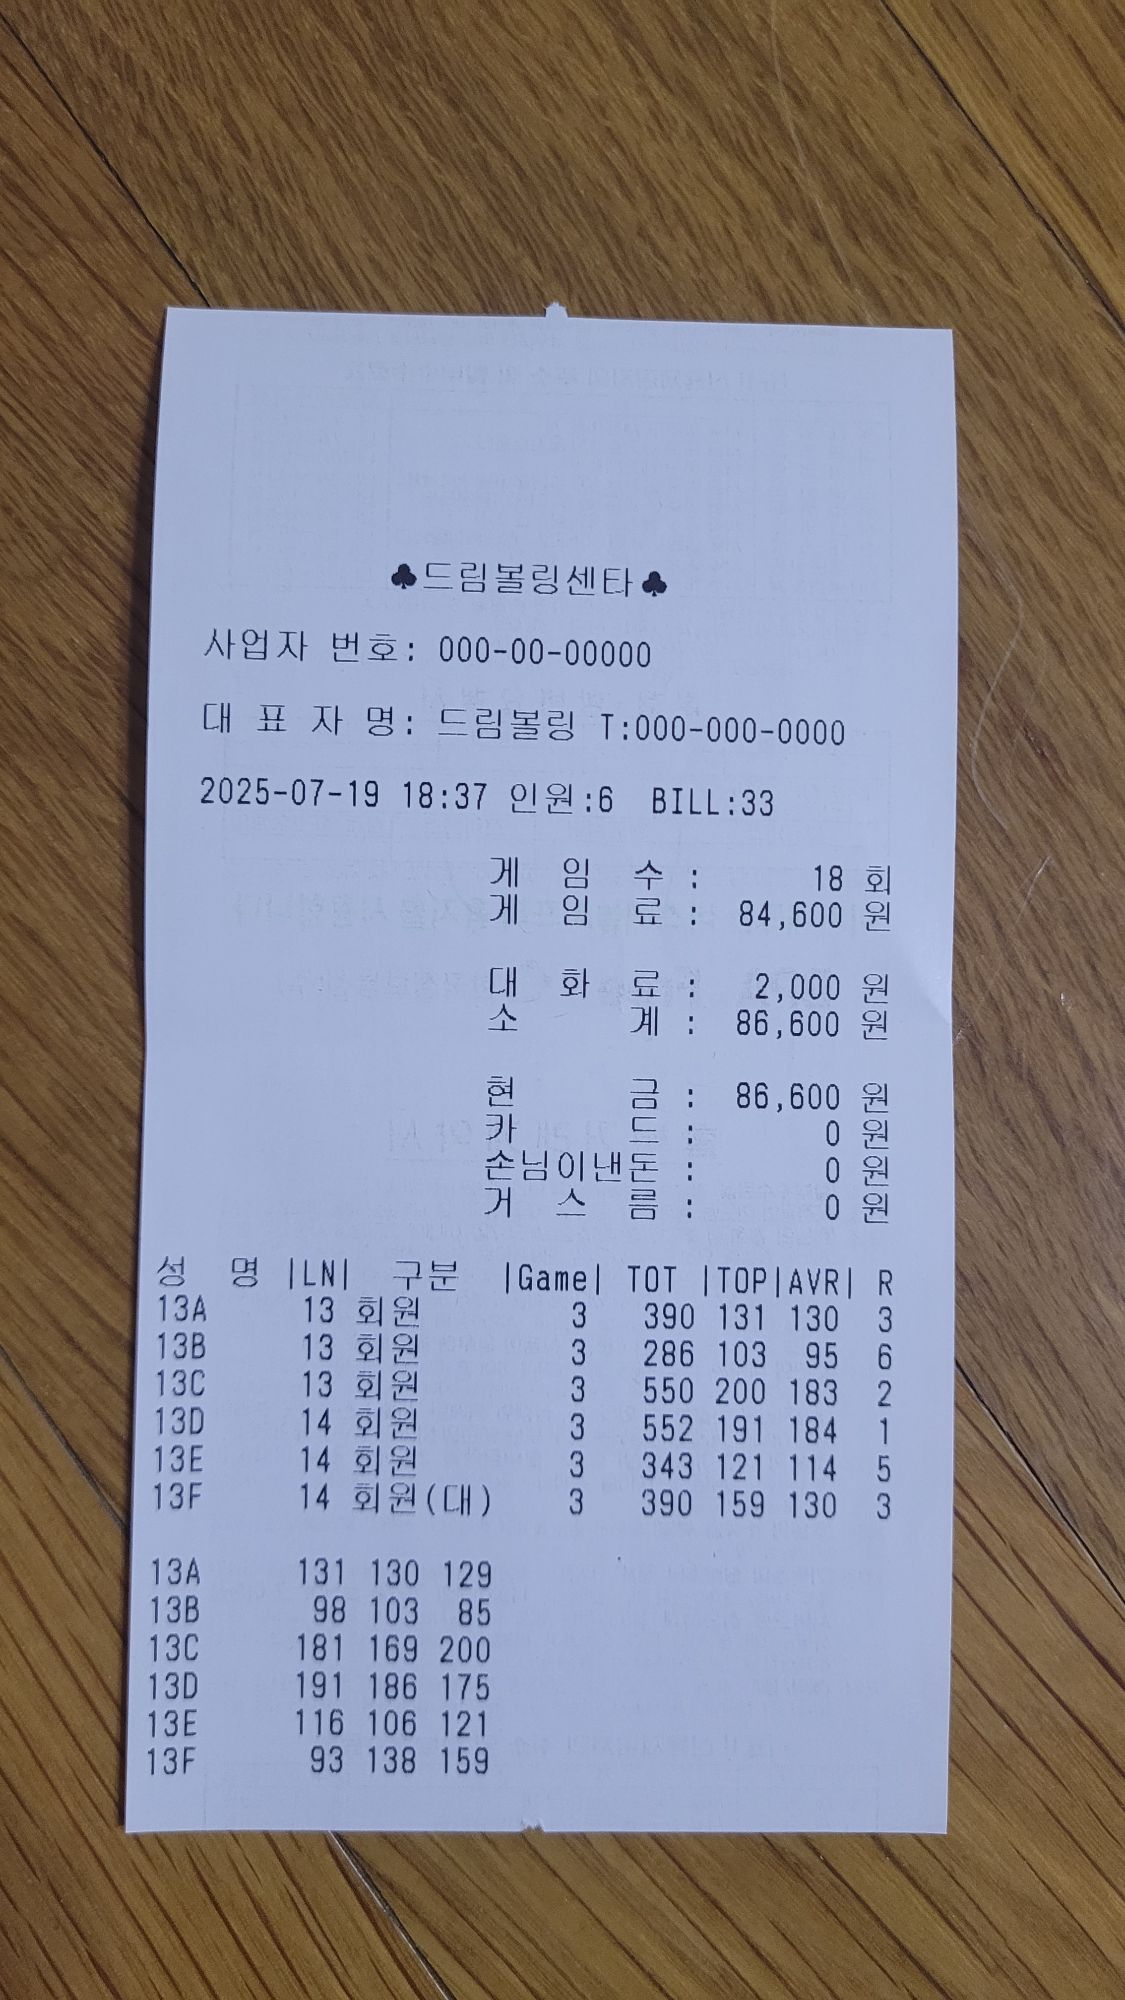 ♣드림볼링센타♣
사업자 번호: 000-00-00000
대 표 자 명: 드림볼링 T:000-000-0000
2025-07-19 18:37 인원:6 BILL:33
게 임 수 : 18 회
게 임 료 : 84,600 원
대 화 료 : 2,000 원
소 계 : 86,600 원
현 금 : 86,600 원
카 드 : 0 원
손님이낸돈 : 0 원
거 스 름 : 0 원
성 명 |LN| 구분 |Game| TOT |TOP|AVR| R
13A 13 회원 3 390 131 130 3
13B 13 회원 3 286 103 95 6
13C 13 회원 3 550 200 183 2
13D 14 회원 3 552 191 184 1
13E 14 회원 3 343 121 114 5
13F 14 회원(대) 3 390 159 130 3
13A 131 130 129
13B 98 103 85
13C 181 169 200
13D 191 186 175
13E 116 106 121
13F 93 138 159